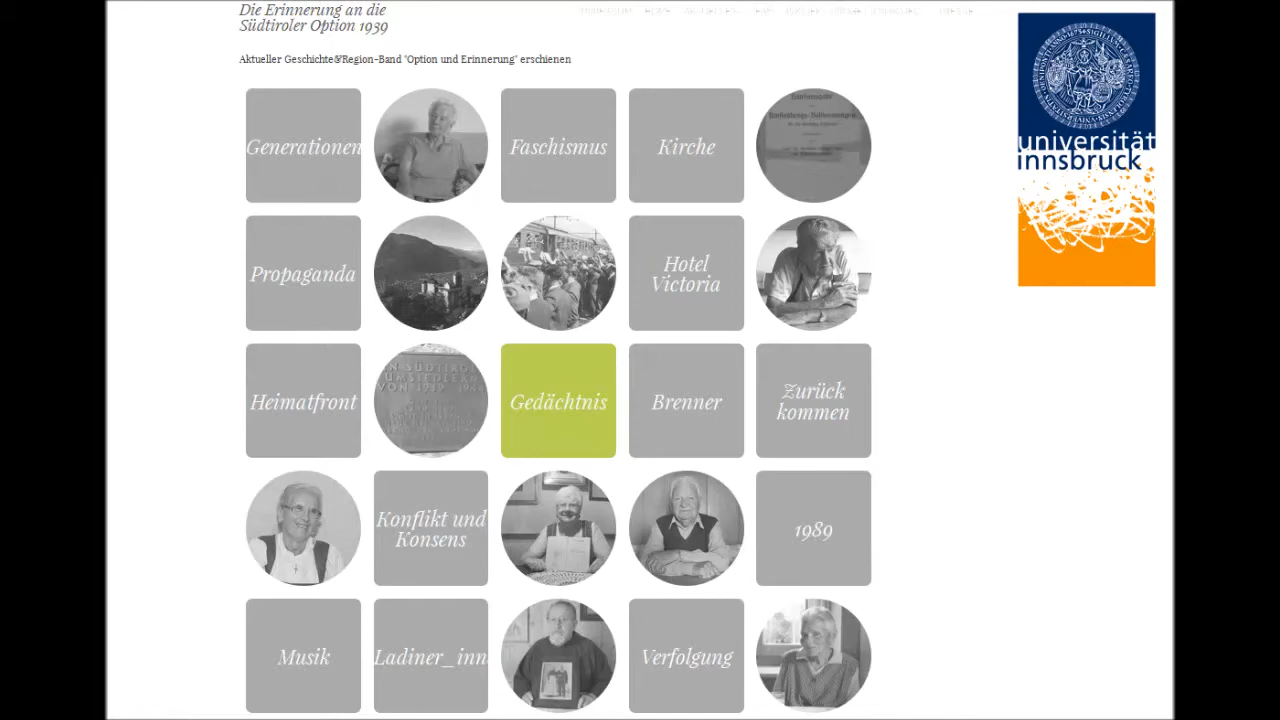 Die Erinnerung an die
Südtiroler Option 1939
Aktueller Geschichte&Region-Band "Option und Erinnerung" erschienen
Generationen
Faschismus
Kirche
Propaganda
Hotel
Victoria
Heimatfront
Gedächtnis
Brenner
Zurück
kommen
Konflikt und
Konsens
1989
Musik
Ladiner_inn
Verfolgung
universität
innsbruck